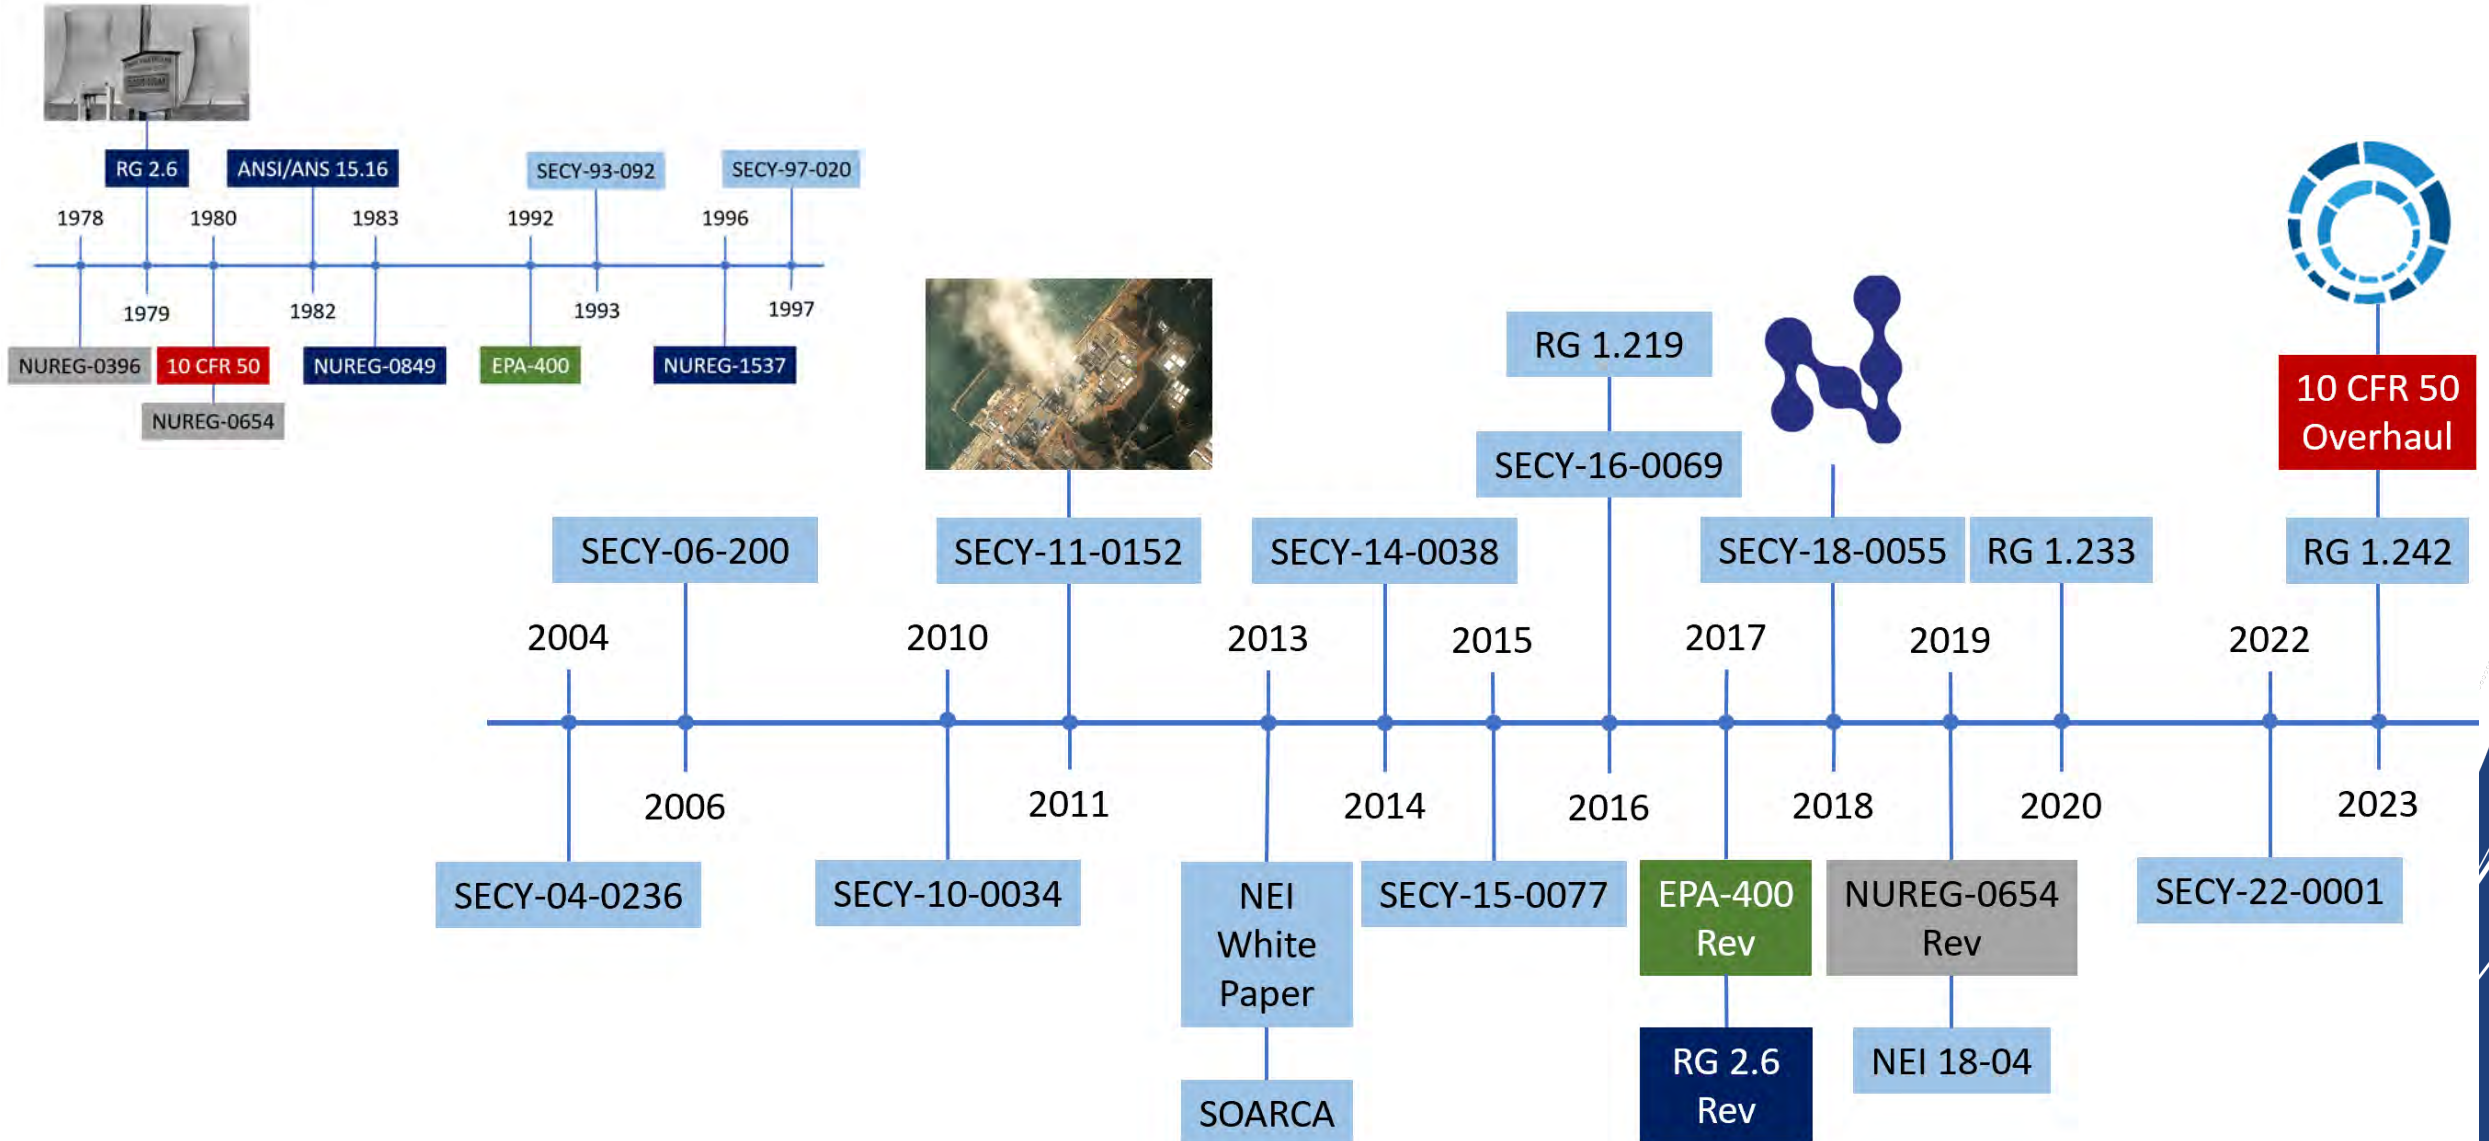 RG 2.6
ANSI/ANS 15.16
SECY-93-092
SECY-97-020
1978
1980
1983
1992
1996
1979
1982
1993
1997
NUREG-0396
10 CFR 50
NUREG-0849
EPA-400
NUREG-1537
NUREG-0654
RG 1.219
SECY-16-0069
10 CFR 50
Overhaul
SECY-06-200
SECY-11-0152
SECY-14-0038
SECY-18-0055
RG 1.233
RG 1.242
2004
2010
2013
2015
2017
2019
2022
2006
2011
2014
2016
2018
2020
2023
SECY-04-0236
SECY-10-0034
NEI
White
Paper
SECY-15-0077
EPA-400
Rev
NUREG-0654
Rev
SECY-22-0001
SOARCA
RG 2.6
Rev
NEI 18-04